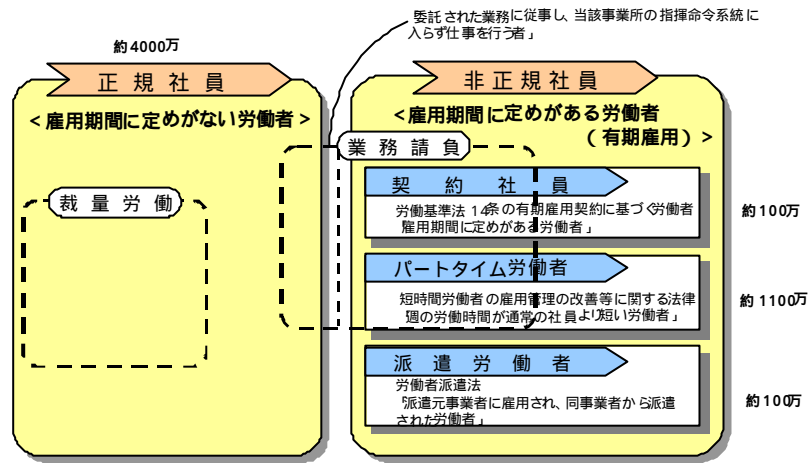 委託された業務に従事し、当該事業所の指揮命令系統に
入らず仕事を行う者」
約4000万
正規社員
<雇用期間に定めがない労働者>
裁量労働
非正規社員
<雇用期間に定めがある労働者
(有期雇用)>
業務請負
契約社員
労働基準法14条の有期雇用契約に基づく労働者
雇用期間に定めがある労働者」
約100万
パートタイム労働者
短時間労働者の雇用管理の改善等に関する法律
週の労働時間が通常の社員より短い労働者」
約1100万
派遣労働者
労働者派遣法
「派遣元事業者に雇用され、同事業者から派遣
された労働者」
約100万